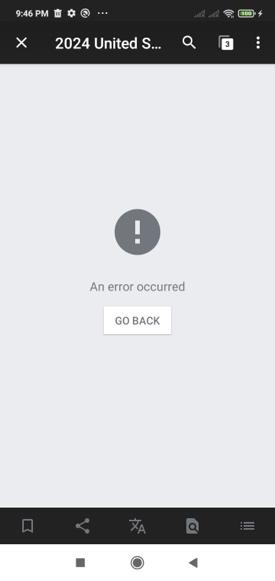 9:46 PM
2024 United S...
3
An error occurred
GO BACK